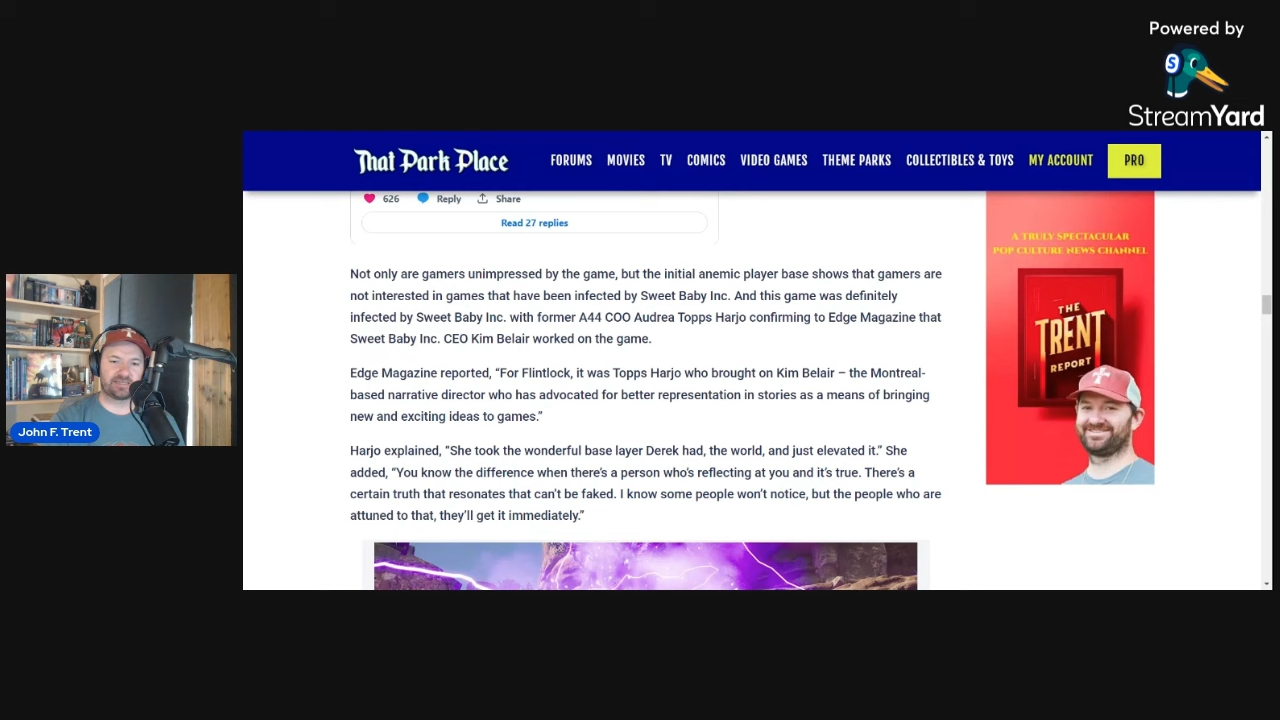 Powered by
StreamYard
That Park Place
FORUMS MOVIES TV COMICS VIDEO GAMES THEME PARKS COLLECTIBLES & TOYS MY ACCOUNT PRO
626 Reply Share
Read 27 replies
A TRULY SPECTACULAR
POP CULTURE NEWS CHANNEL
THE
TRENT
REPORT
Not only are gamers unimpressed by the game, but the initial anemic player base shows that gamers are
not interested in games that have been infected by Sweet Baby Inc. And this game was definitely
infected by Sweet Baby Inc. with former A44 COO Audrea Topps Harjo confirming to Edge Magazine that
Sweet Baby Inc. CEO Kim Belair worked on the game.
Edge Magazine reported, “For Flintlock, it was Topps Harjo who brought on Kim Belair – the Montreal-
based narrative director who has advocated for better representation in stories as a means of bringing
new and exciting ideas to games.”
Harjo explained, “She took the wonderful base layer Derek had, the world, and just elevated it.” She
added, “You know the difference when there’s a person who’s reflecting at you and it’s true. There’s a
certain truth that resonates that can’t be faked. I know some people won’t notice, but the people who are
attuned to that, they’ll get it immediately.”
John F. Trent